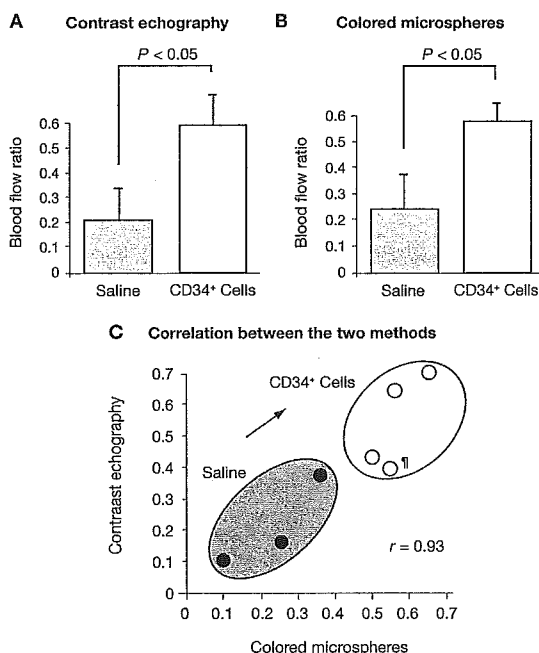 A Contrast echography
P < 0.05
Blood flow ratio
0.6
0.5
0.4
0.3
0.2
0.1
0
Saline CD34+ Cells
B Colored microspheres
P < 0.05
Blood flow ratio
0.6
0.5
0.4
0.3
0.2
0.1
0
Saline CD34+ Cells
C Correlation between the two methods
Contraast echography
0.7
0.6
0.5
0.4
0.3
0.2
0.1
0
CD34+ Cells
Saline
¶
r = 0.93
0 0.1 0.2 0.3 0.4 0.5 0.6 0.7
Colored microspheres